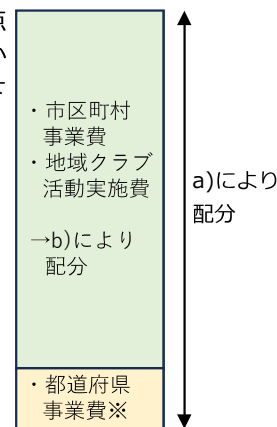 ・市区町村
事業費
・地域クラブ
活動実施費
→b)により
配分
a)により
配分
・都道府県
事業費※